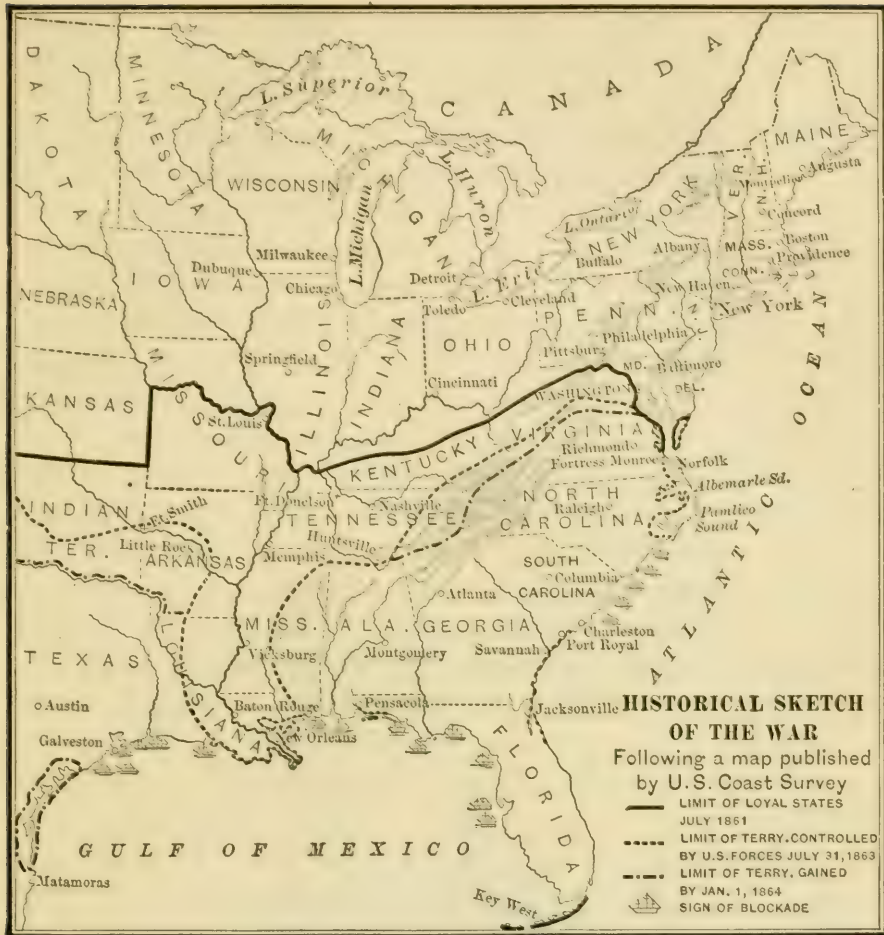 CANADA
DAKOTA
MINNESOTA
L. Superior
MICHIGAN
WISCONSIN
L. Michigan
L. Huron
MAINE
Augusta
VER.
N.H.
Montpelier
Concord
L. Ontario
NEW YORK
Albany
MASS.
Boston
Providence
CONN.
Buffalo
Milwaukee
Dubuque
IOWA
Chicago
Detroit
L. Erie
Toledo
Cleveland
New Haven
New York
NEBRASKA
PENN.
N.
Philadelphia
Pittsburg
ILLINOIS
INDIANA
OHIO
Springfield
Cincinnati
MD.
Baltimore
WASHINGTON
DEL.
KANSAS
MISSOURI
St. Louis
KENTUCKY
VIRGINIA
Richmond
Fortress Monroe
Norfolk
Albemarle Sd.
Pamlico
Sound
ATLANTIC OCEAN
INDIAN
TER.
Ft. Smith
Little Rock
ARKANSAS
Ft. Donelson
Nashville
TENNESSEE
Huntsville
Memphis
NORTH
Raleigh
CAROLINA
SOUTH
Columbia
CAROLINA
Atlanta
MISS.
ALA.
GEORGIA
Charleston
Port Royal
Savannah
LOUISIANA
Vicksburg
Montgomery
TEXAS
Austin
Baton Rouge
Pensacola
Jacksonville
New Orleans
Galveston
FLORIDA
GULF OF MEXICO
Matamoras
Key West
HISTORICAL SKETCH
OF THE WAR
Following a map published
by U.S. Coast Survey
LIMIT OF LOYAL STATES
JULY 1861
LIMIT OF TERRY. CONTROLLED
BY U.S. FORCES JULY 31, 1863
LIMIT OF TERRY. GAINED
BY JAN. 1, 1864
SIGN OF BLOCKADE